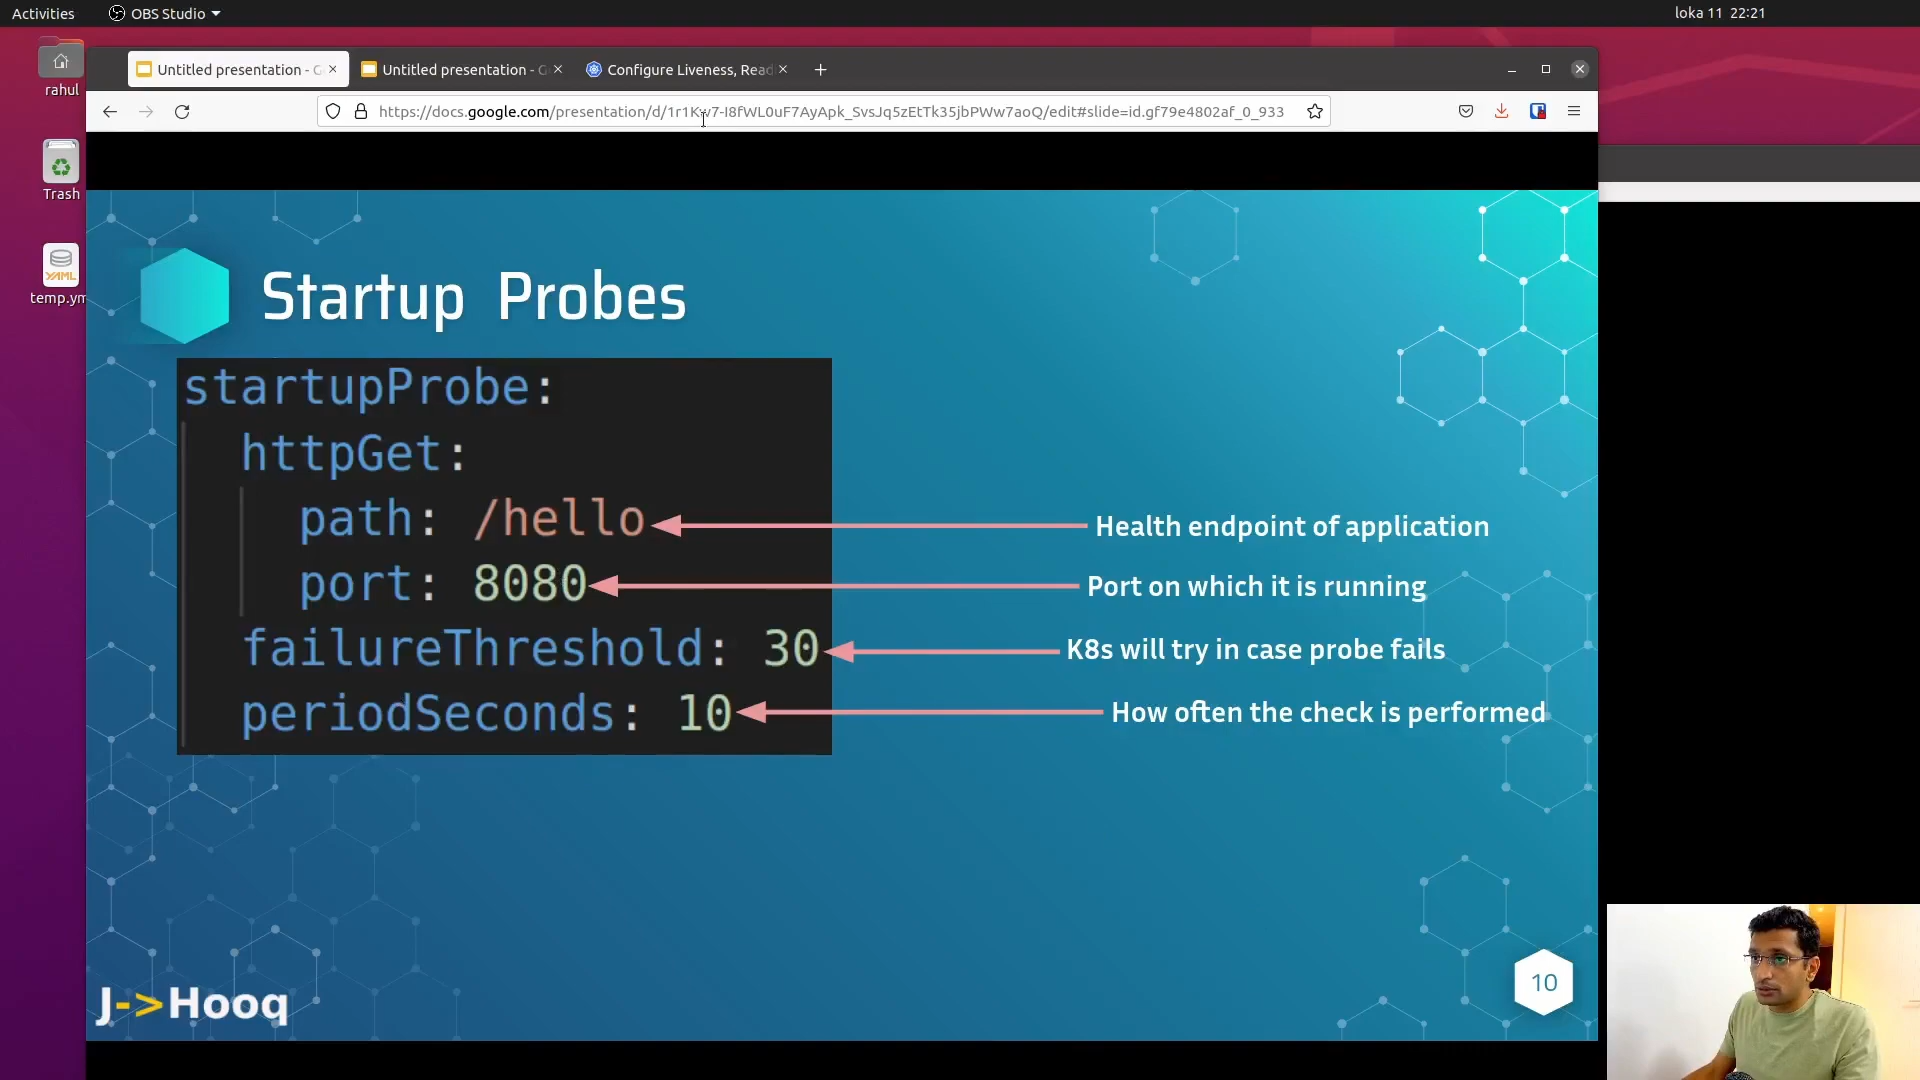 Activities
OBS Studio
loka 11 22:21
rahul
Trash
YAML
temp.ym
Untitled presentation - G
Untitled presentation - G
Configure Liveness, Read
https://docs.google.com/presentation/d/1r1Kw7-I8fWL0uF7AyApk_SvsJq5zEtTk35jbPWw7aoQ/edit#slide=id.gf79e4802af_0_933
Startup Probes
startupProbe:
httpGet:
path: /hello
Health endpoint of application
port: 8080
Port on which it is running
failureThreshold: 30
K8s will try in case probe fails
periodSeconds: 10
How often the check is performed
J->Hooq
10